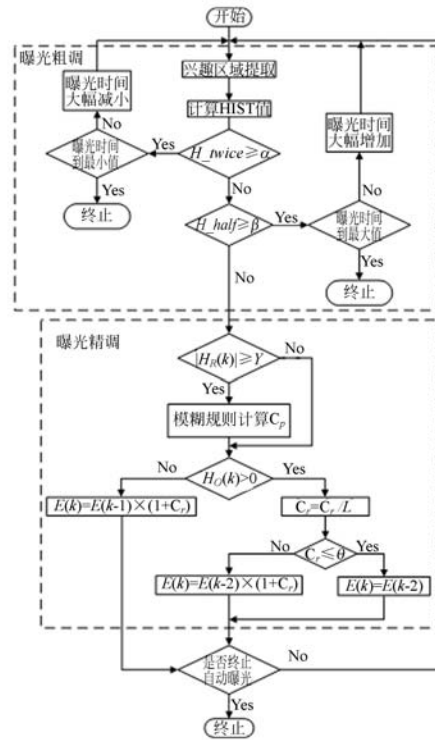 开始
曝光粗调
兴趣区域提取
曝光时间
大幅减小
计算HIST值
曝光时间
大幅增加
No
曝光时间
到最小值
Yes
H_twice≥α
No
Yes
No
终止
H_half≥β
Yes
曝光时间
到最大值
No
Yes
终止
曝光精调
|H_R(k)|≥Y
No
Yes
模糊规则计算C_p
No
H_O(k)>0
Yes
E(k)=E(k-1)×(1+C_r)
C_r=C_r/L
No
C_r≤θ
Yes
E(k)=E(k-2)×(1+C_r)
E(k)=E(k-2)
是否终止
自动曝光
No
Yes
终止